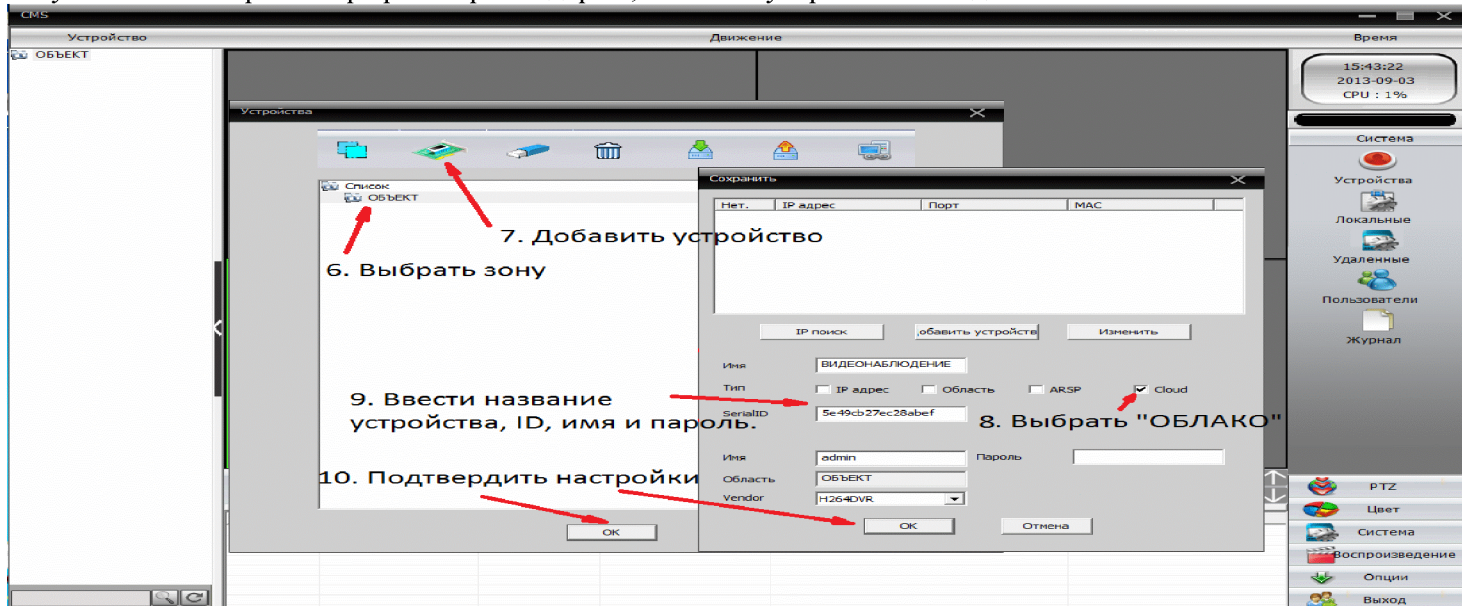 CMS
Устройство
Движение
Время
ОБЪЕКТ
15:43:22
2013-09-03
CPU : 1%
Система
Устройства
Локальные
Удаленные
Пользователи
Журнал
Устройства
Список
ОБЪЕКТ
7. Добавить устройство
6. Выбрать зону
Сохранить
Нет. IP адрес Порт MAC
IP поиск обавить устройств Изменить
Имя ВИДЕОНАБЛЮДЕНИЕ
Тип IP адрес Область ARSP Cloud
SerialID 5e49cb27ec28abef
8. Выбрать "ОБЛАКО"
9. Ввести название
устройства, ID, имя и пароль.
Имя admin Пароль
Область ОБЪЕКТ
Vendor H264DVR
10. Подтвердить настройки
OK Отмена
OK
PTZ
Цвет
Система
Воспроизведение
Опции
Выход